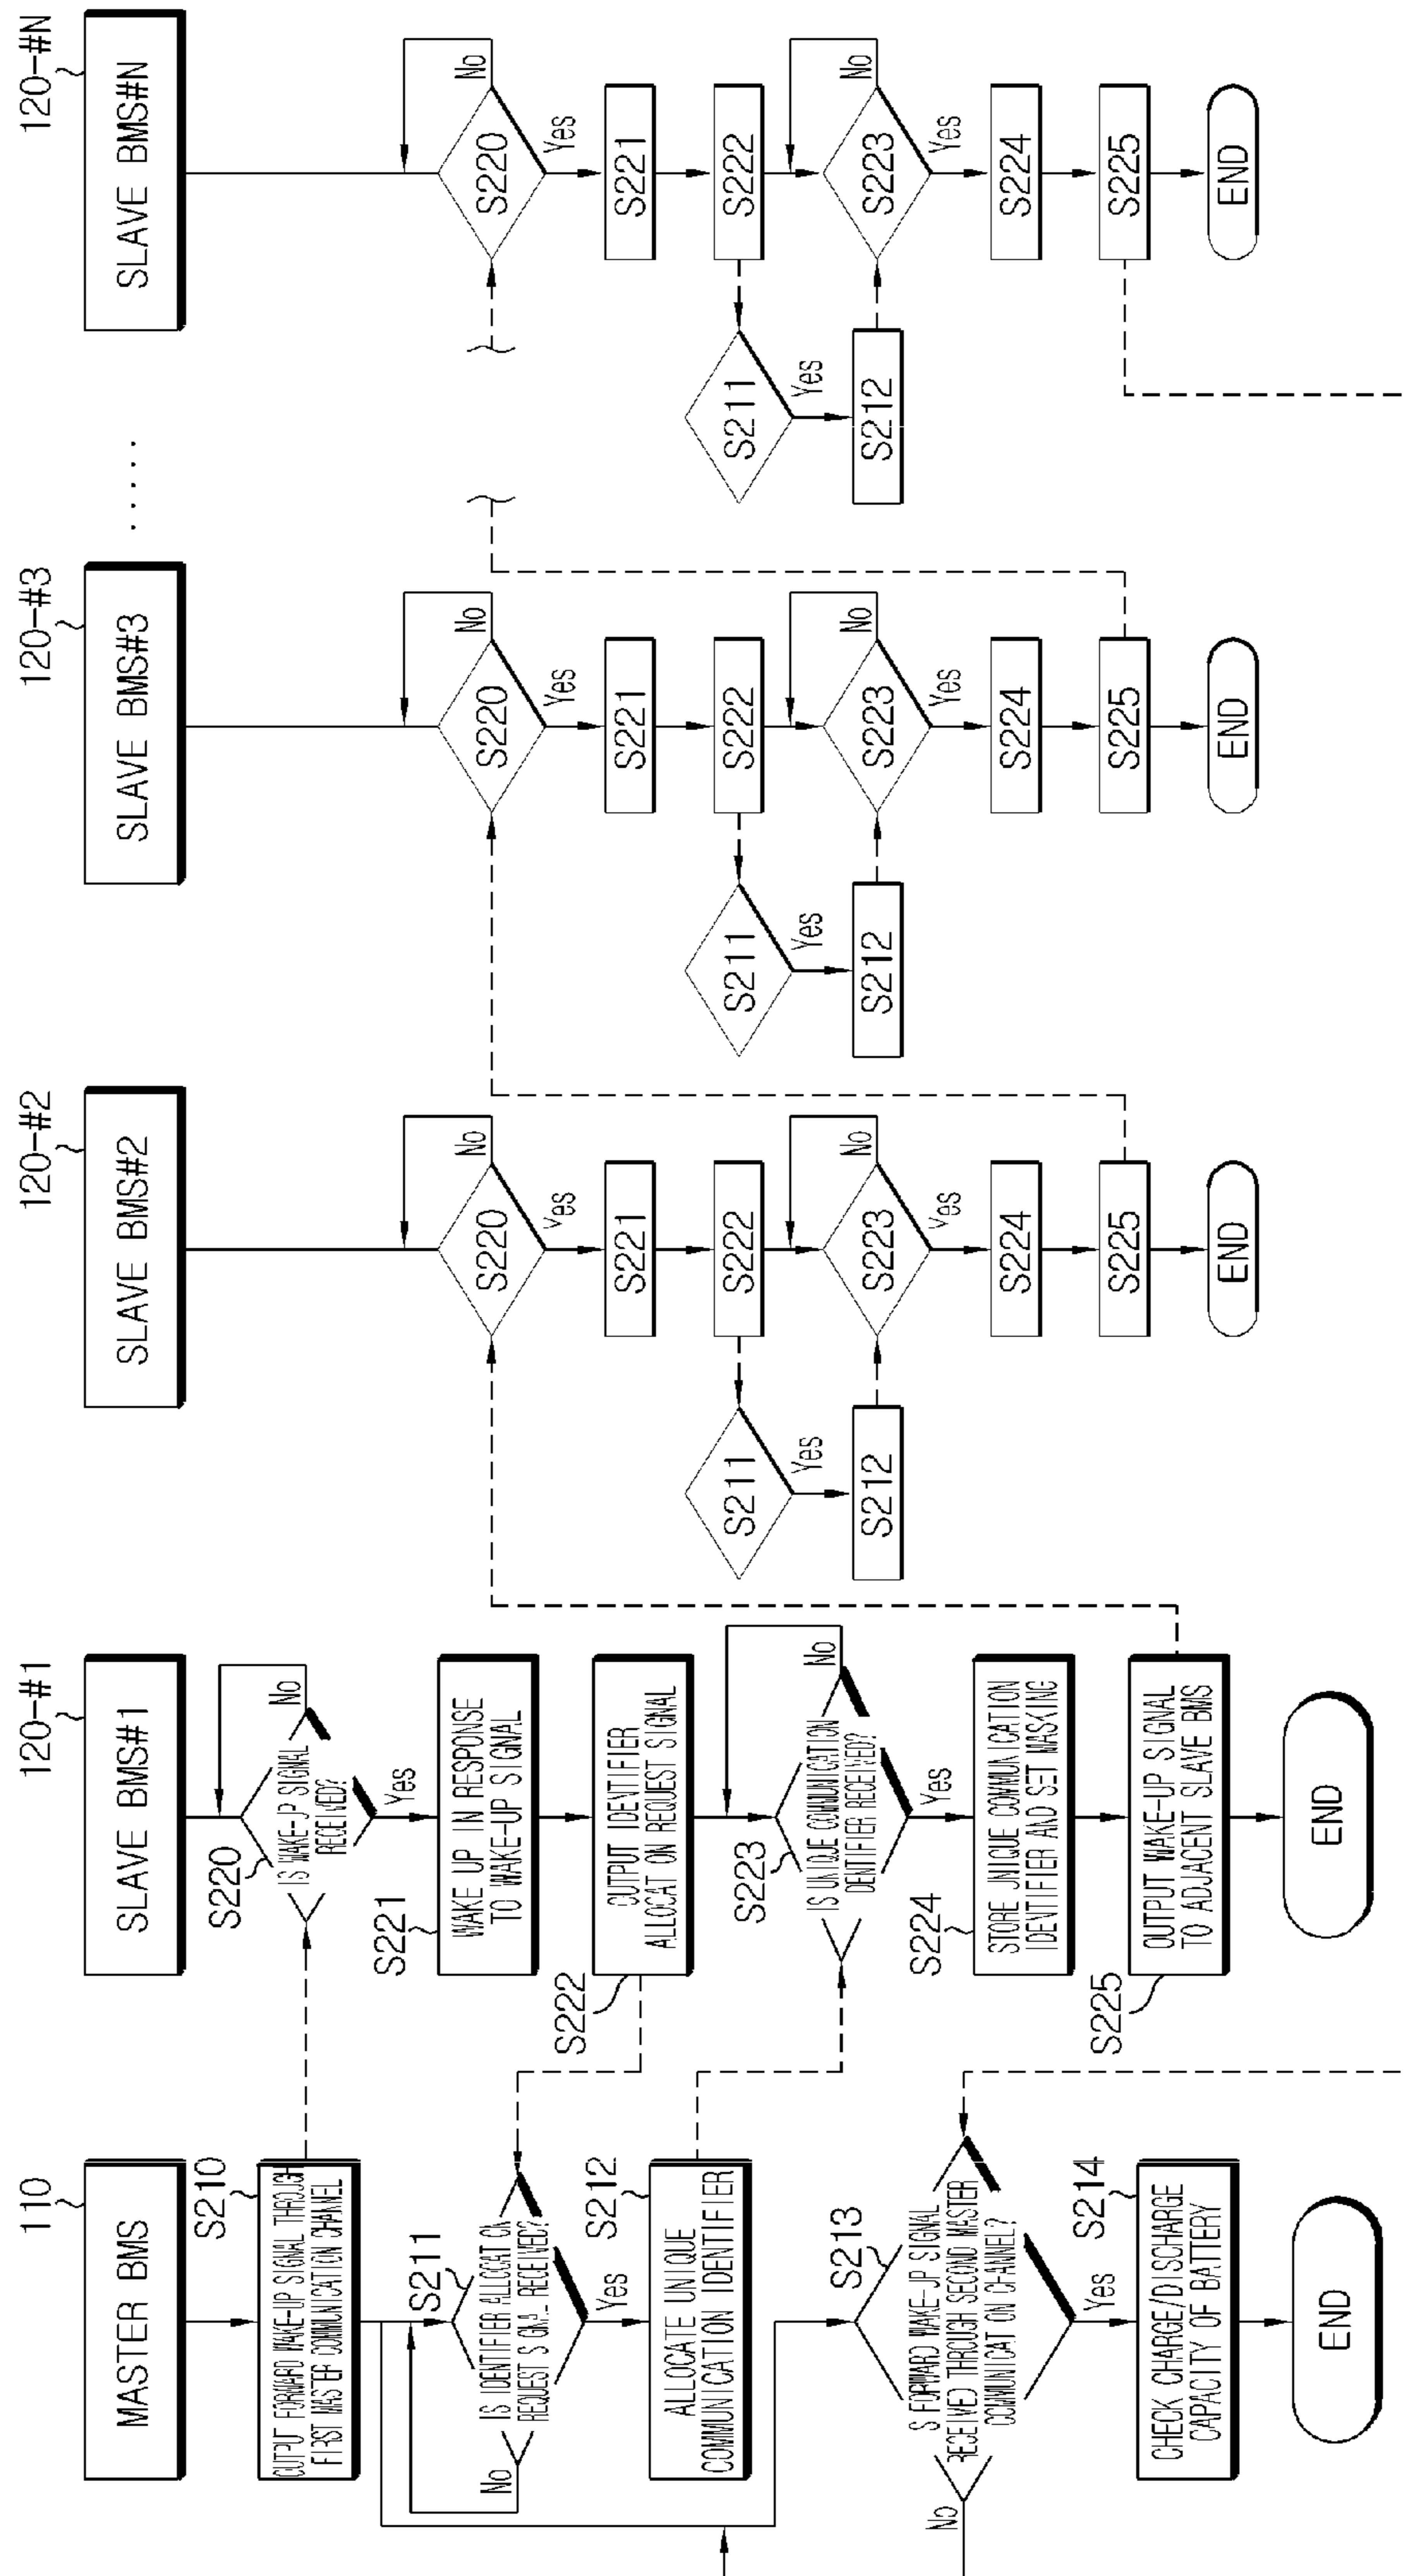 110
MASTER BMS
S210
OUTPUT FORWARD WAKE-UP SIGNAL THROUGH
FIRST MASTER COMMUNICATION CHANNEL
S211
IS IDENTIFIER ALLOCAT ON
REQUEST S GNAL RECEIVED?
No
Yes
S212
ALLOCATE UNIQUE
COMMUNICATION IDENTIFIER
S213
S FORWARD WAKE-UP SIGNAL
RECEIVED THROUGH SECOND MASTER
COMMUNICAT ON CHANNEL?
No
Yes
S214
CHECK CHARGE/DISCHARGE
CAPACITY OF BATTERY
END
120-#1
SLAVE BMS#1
S220
IS WAKE-UP SIGNAL
RECEIVED?
No
Yes
S221
WAKE UP IN RESPONSE
TO WAKE-UP SIGNAL
S222
OUTPUT IDENTIFIER
ALLOCAT ON REQUEST SIGNAL
S223
IS UNIQUE COMMUNICATION
DENTIFIER RECEIVED?
No
Yes
S224
STORE UNIQUE COMMUNICATION
IDENTIFIER AND SET MASKING
S225
OUTPUT WAKE-UP SIGNAL
TO ADJACENT SLAVE BMS
END
120-#2
SLAVE BMS#2
S220
No
Yes
S221
S222
S211
Yes
S212
S223
No
Yes
S224
S225
END
120-#3
SLAVE BMS#3
S220
No
Yes
S221
S222
S211
Yes
S212
S223
No
Yes
S224
S225
END
.....
120-#N
SLAVE BMS#N
S220
No
Yes
S221
S222
S211
Yes
S212
S223
No
Yes
S224
S225
END